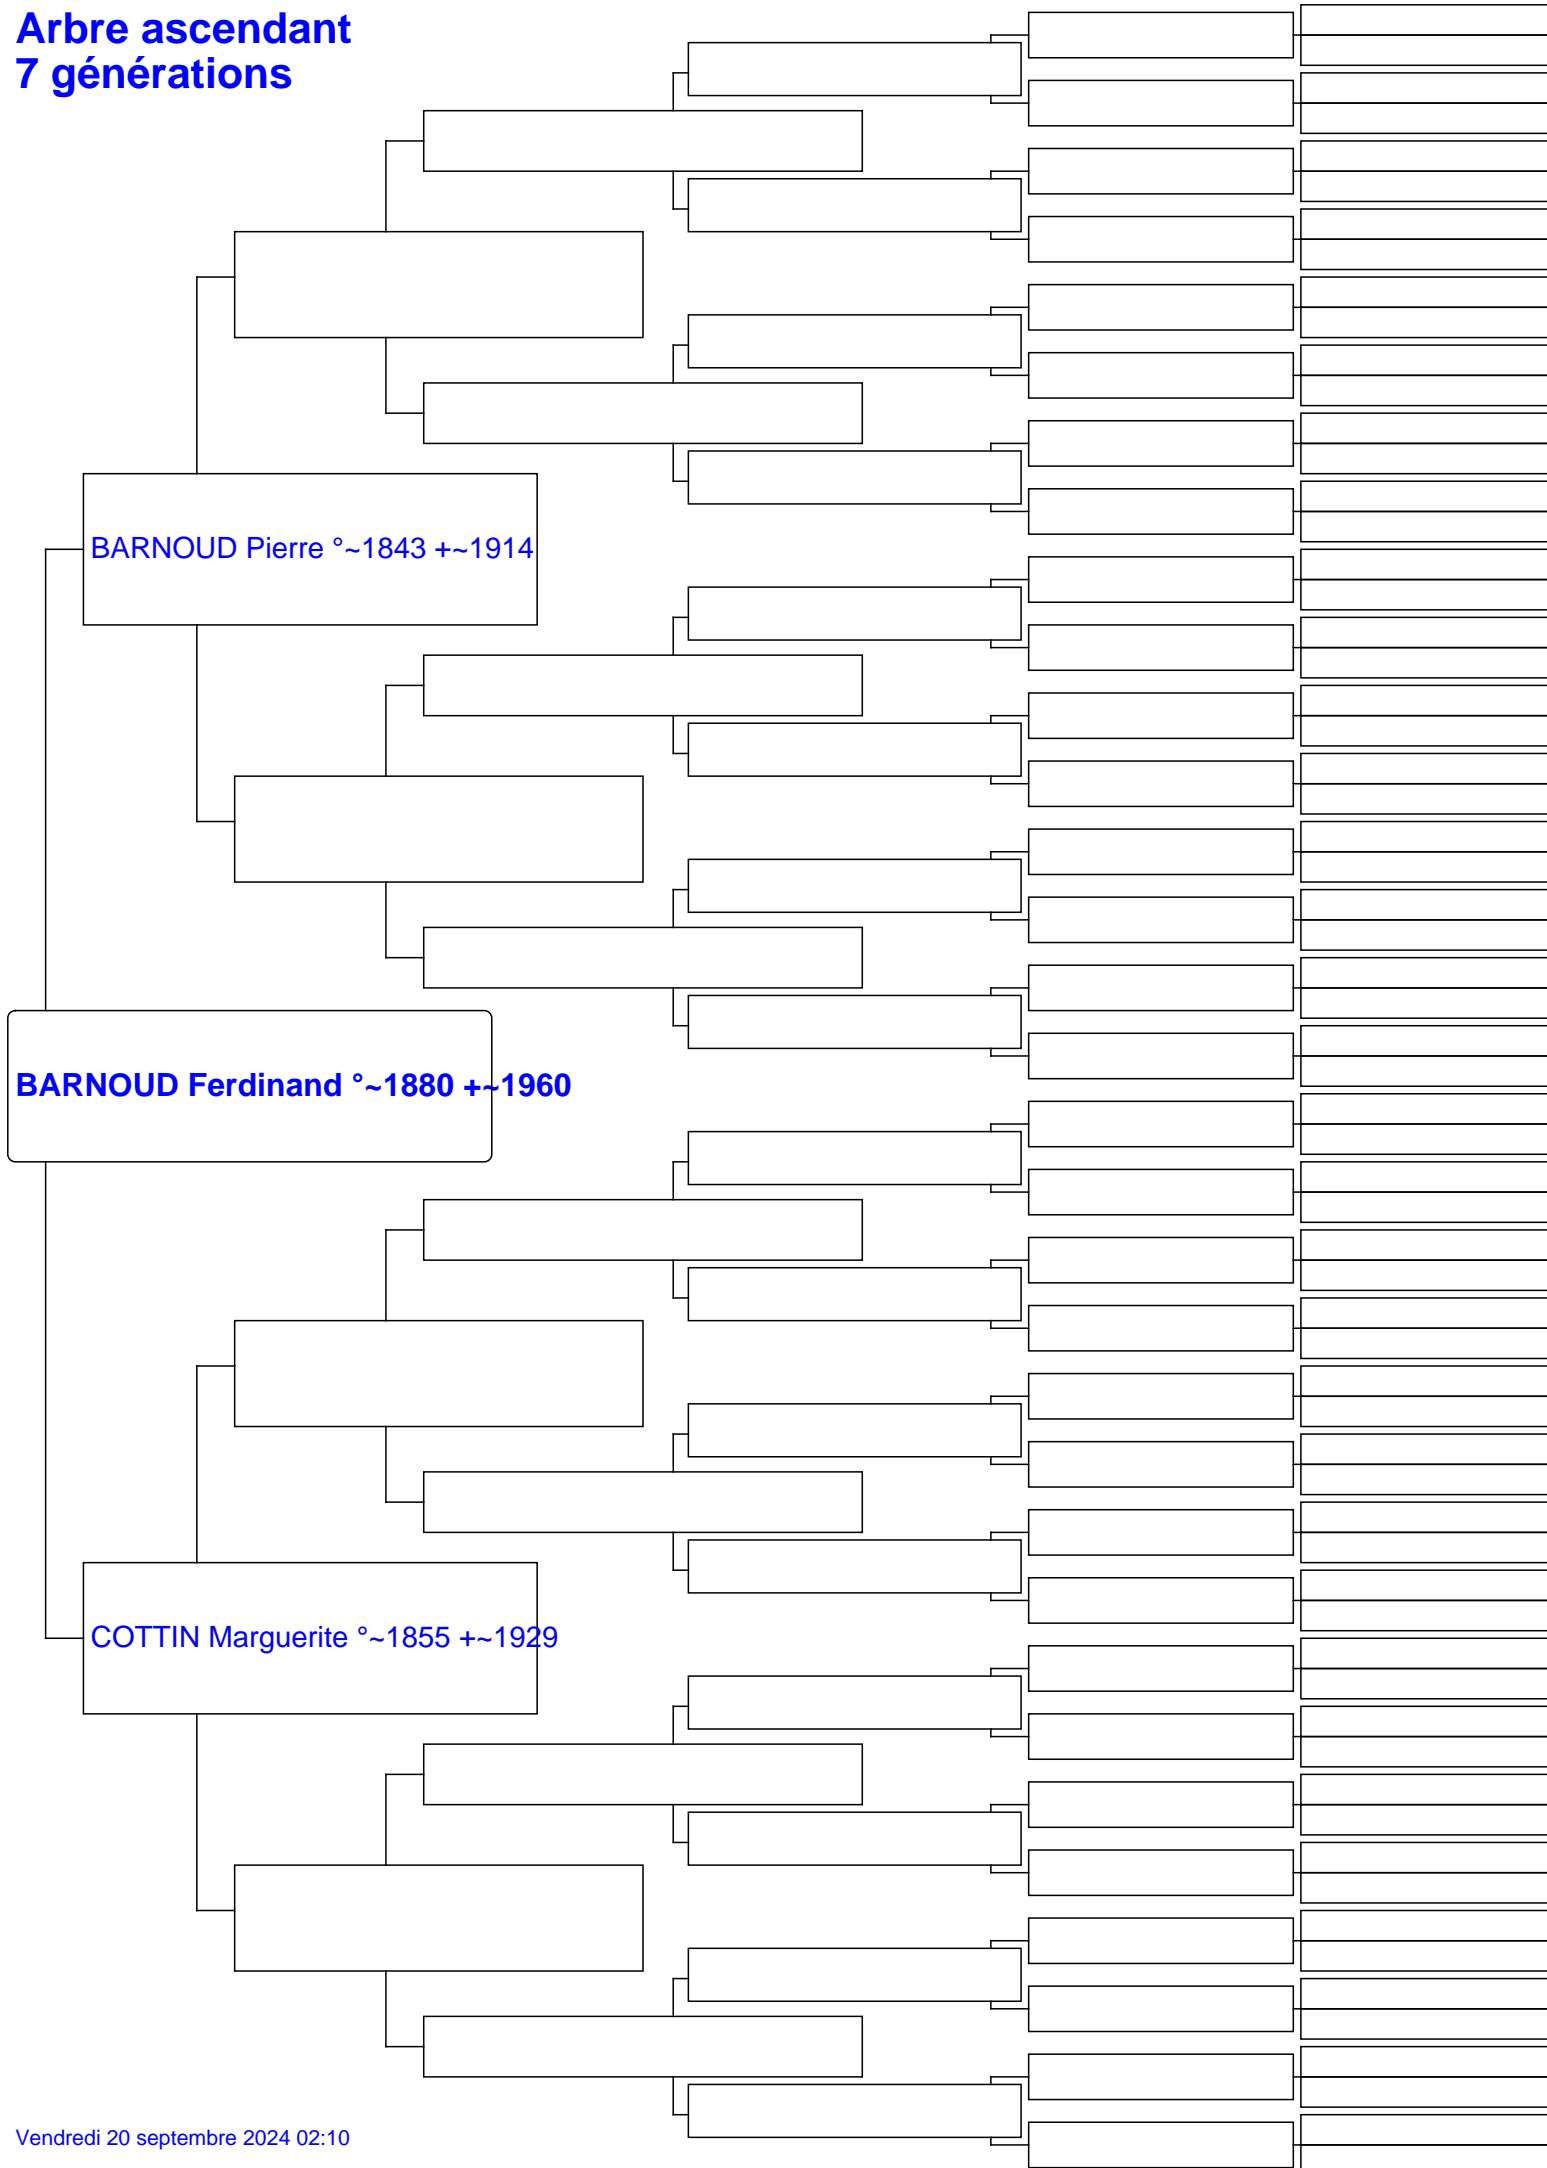 Arbre ascendant
7 générations
BARNOUD Pierre °~1843 +~1914
BARNOUD Ferdinand °~1880 +~1960
COTTIN Marguerite °~1855 +~1929
Vendredi 20 septembre 2024 02:10